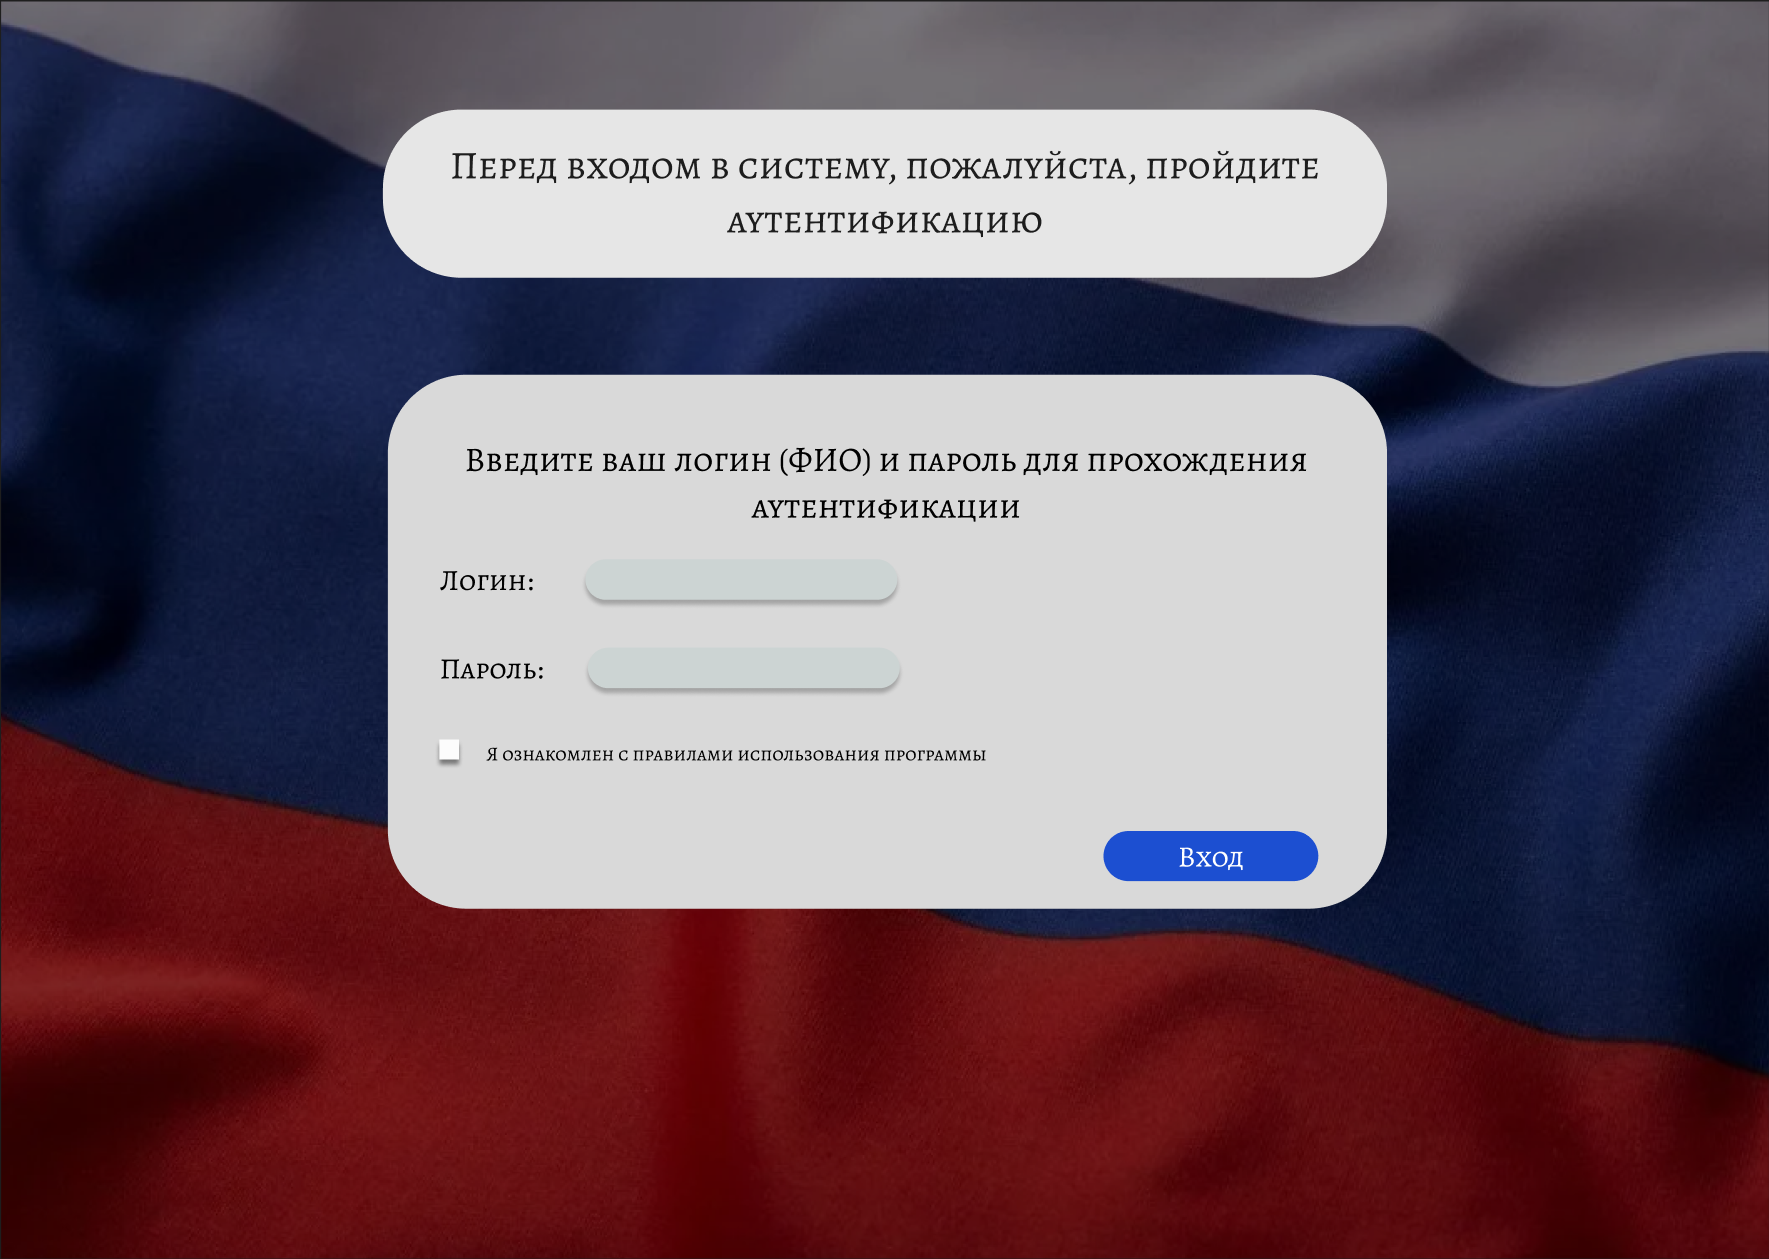 Перед входом в систему, пожалуйста, пройдите
аутентификацию
Введите ваш логин (ФИО) и пароль для прохождения
аутентификации
Логин:
Пароль:
Я ознакомлен с правилами использования программы
Вход